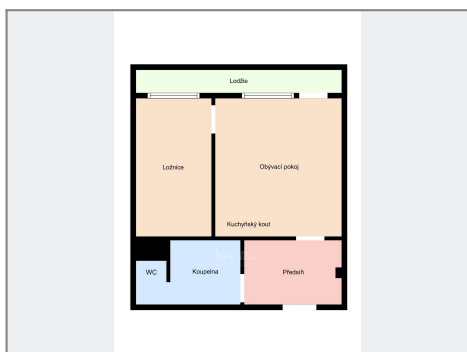 Lodžie
Ložnice
Obývací pokoj
Kuchyňský kout
WC
Koupelna
Předsíň